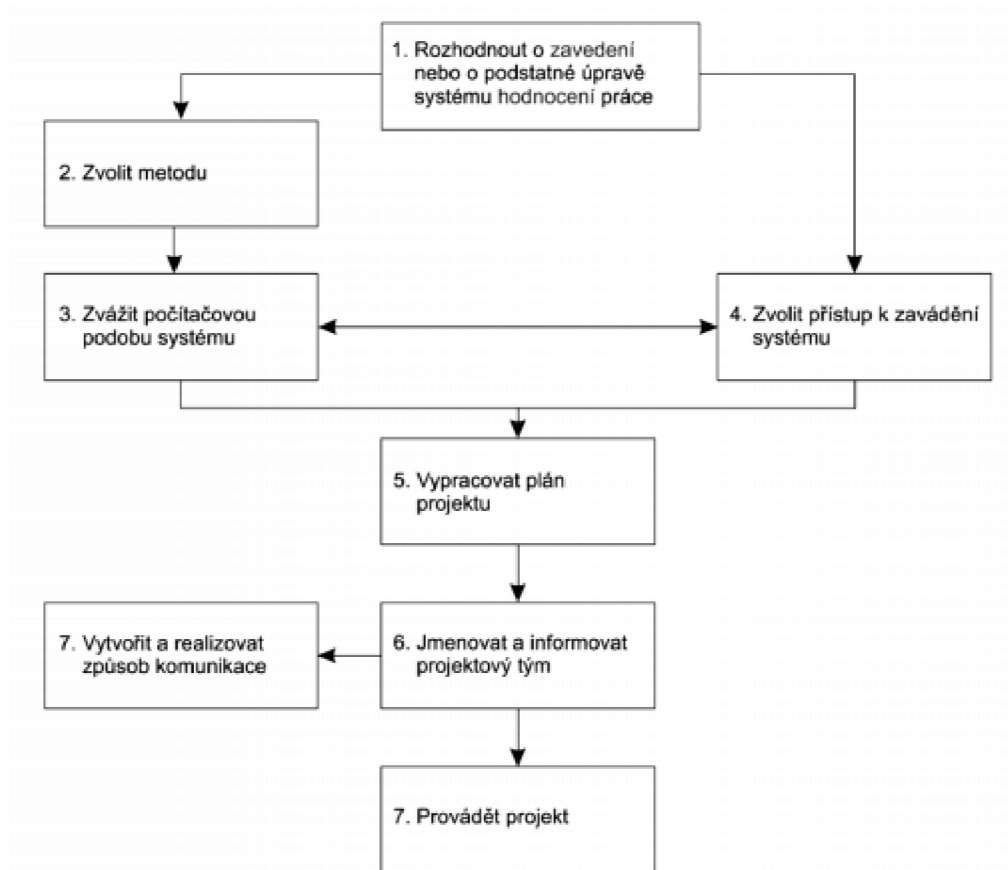 1. Rozhodnout o zavedení
nebo o podstatné úpravě
systému hodnocení práce
2. Zvolit metodu
3. Zvážit počítačovou
podobu systému
4. Zvolit přístup k zavádění
systému
5. Vypracovat plán
projektu
7. Vytvořit a realizovat
způsob komunikace
6. Jmenovat a informovat
projektový tým
7. Provádět projekt